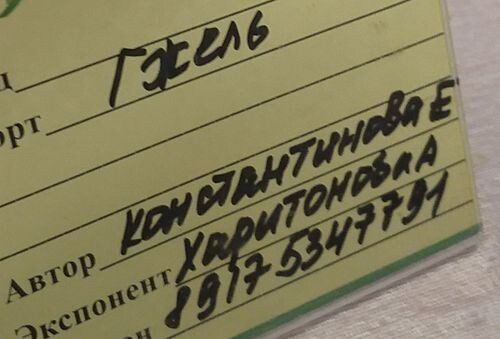 ц
орт Гжель
Автор Константинова Е
Экспонент Харитонова А
он 89175347791